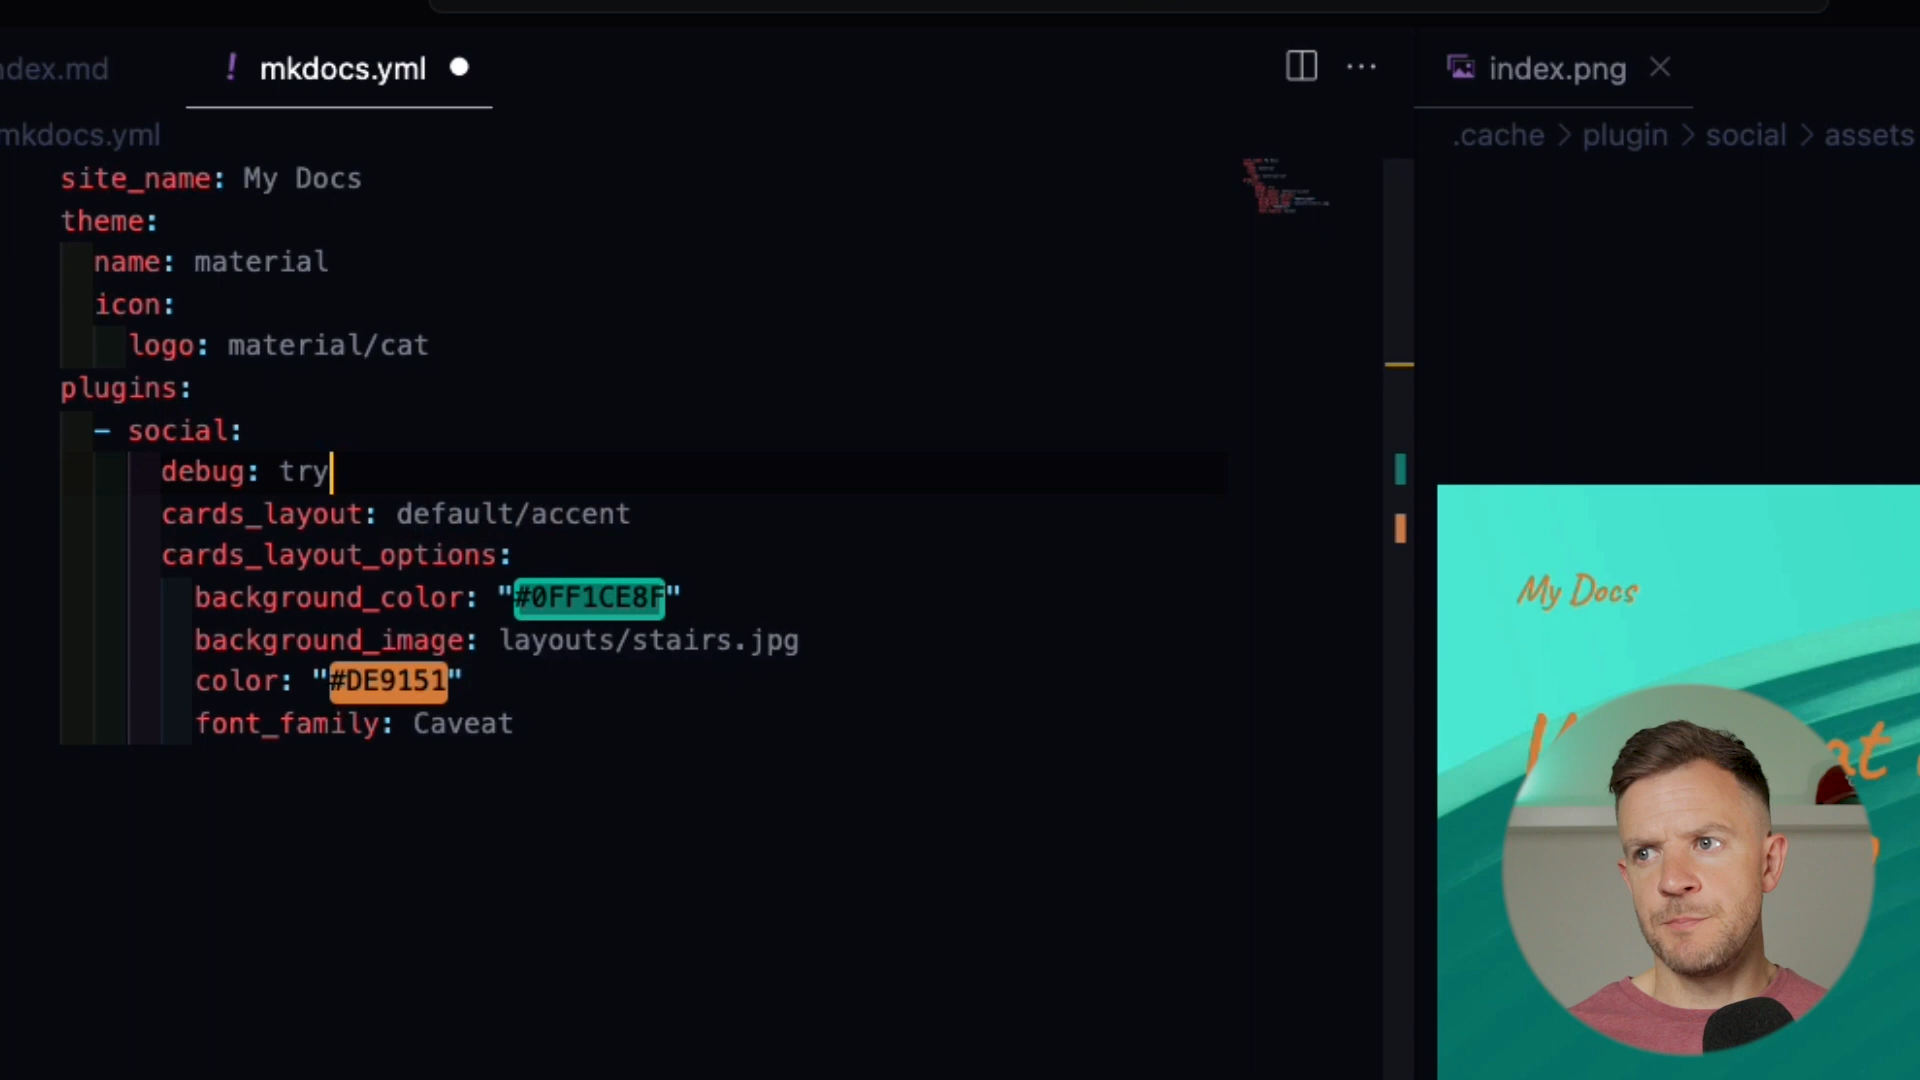 ndex.md
! mkdocs.yml
index.png
mkdocs.yml
.cache > plugin > social > assets
site_name: My Docs
theme:
name: material
icon:
logo: material/cat
plugins:
- social:
debug: try
cards_layout: default/accent
cards_layout_options:
background_color: "#0FF1CE8F"
background_image: layouts/stairs.jpg
color: "#DE9151"
font_family: Caveat
My Docs